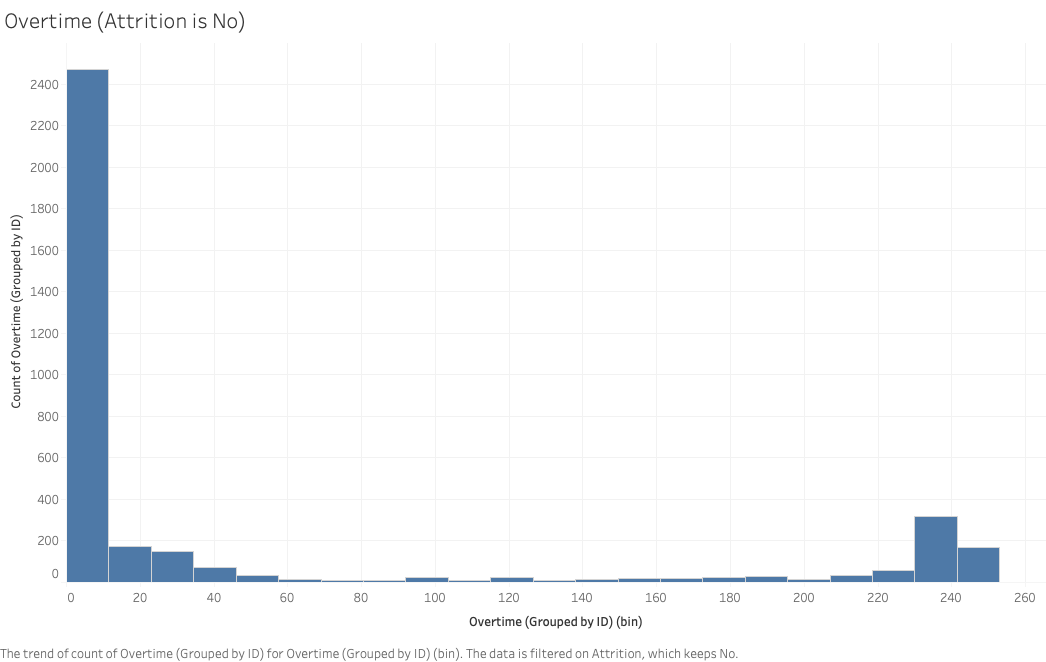 Overtime (Attrition is No)
Count of Overtime (Grouped by ID)
2400
2200
2000
1800
1600
1400
1200
1000
800
600
400
200
0
0 20 40 60 80 100 120 140 160 180 200 220 240 260
Overtime (Grouped by ID) (bin)
The trend of count of Overtime (Grouped by ID) for Overtime (Grouped by ID) (bin). The data is filtered on Attrition, which keeps No.